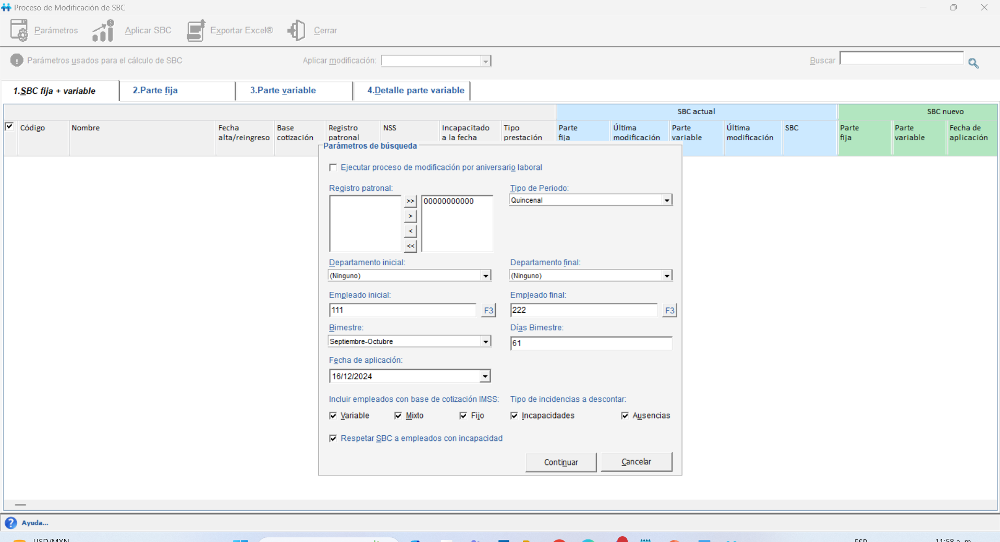 Proceso de Modificación de SBC
Parámetros
Aplicar SBC
Exportar Excel®
Cerrar
Parámetros usados para el cálculo de SBC
Aplicar modificación:
Buscar
1.SBC fija + variable
2.Parte fija
3.Parte variable
4.Detalle parte variable
SBC actual
SBC nuevo
Código
Nombre
Fecha
alta/reingreso
Base
cotización
Registro
patronal
NSS
Incapacitado
a la fecha
Tipo
prestación
Parte
fija
Última
modificación
Parte
variable
Última
modificación
SBC
Parte
fija
Parte
variable
Fecha de
aplicación
Parámetros de búsqueda
Ejecutar proceso de modificación por aniversario laboral
Registro patronal:
Tipo de Periodo:
>>
>
<
<<
00000000000
Quincenal
Departamento inicial:
Departamento final:
(Ninguno)
(Ninguno)
Empleado inicial:
Empleado final:
111
F3
222
F3
Bimestre:
Días Bimestre:
Septiembre-Octubre
61
Fecha de aplicación:
16/12/2024
Incluir empleados con base de cotización IMSS:
Tipo de incidencias a descontar:
Variable
Mixto
Fijo
Incapacidades
Ausencias
Respetar SBC a empleados con incapacidad
Continuar
Cancelar
Ayuda...
USD/MXN
ESP
11:58 a. m.